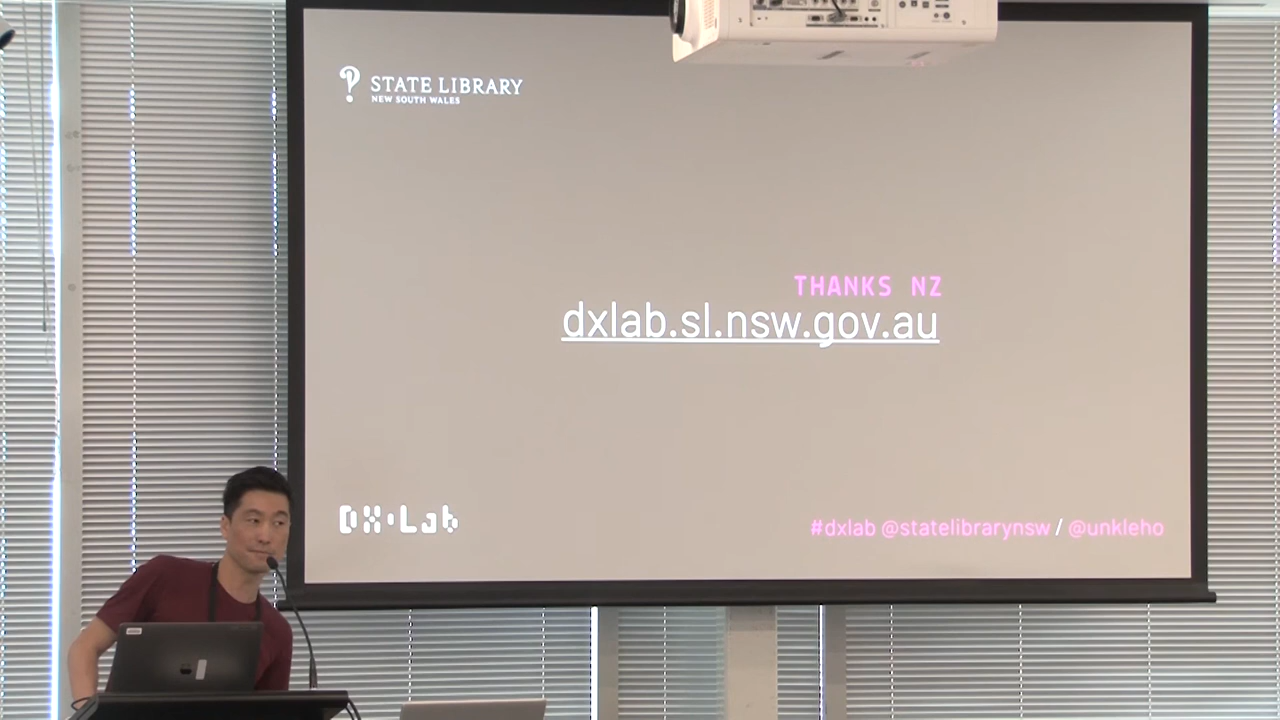 STATE LIBRARY
NEW SOUTH WALES
THANKS NZ
dxlab.sl.nsw.gov.au
DX·Lab
#dxlab @statelibrarynsw / @unkleho